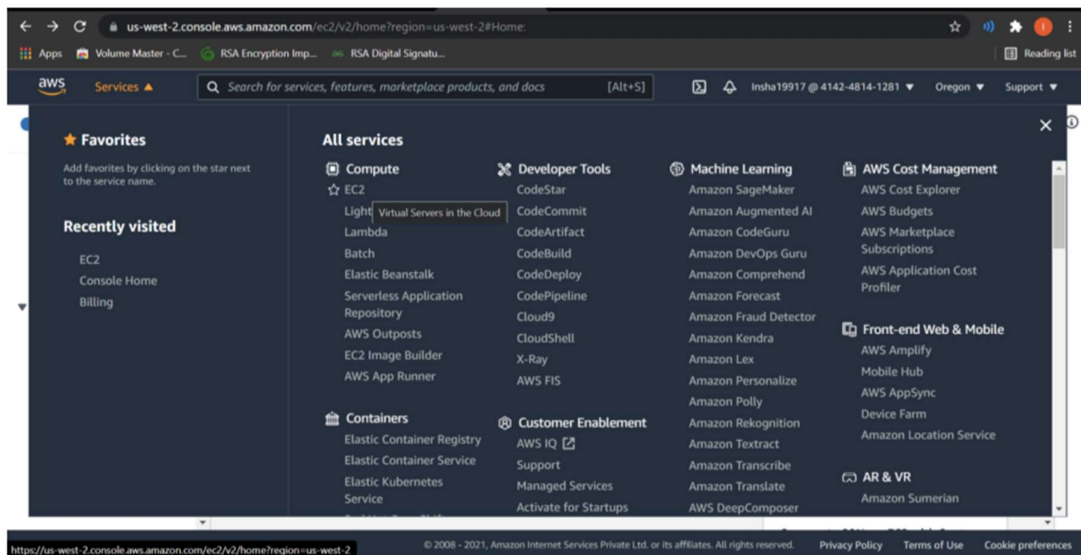 us-west-2.console.aws.amazon.com/ec2/v2/home?region=us-west-2#Home:
Apps Volume Master - C... RSA Encryption Imp... RSA Digital Signatu... Reading list
aws Services ▲ Search for services, features, marketplace products, and docs [Alt+S] Insha19917 @ 4142-4814-1281 ▼ Oregon ▼ Support ▼
Favorites
Add favorites by clicking on the star next
to the service name.
Recently visited
EC2
Console Home
Billing
All services
Compute
EC2
Light
Virtual Servers in the Cloud
Lambda
Batch
Elastic Beanstalk
Serverless Application
Repository
AWS Outposts
EC2 Image Builder
AWS App Runner
Containers
Elastic Container Registry
Elastic Container Service
Elastic Kubernetes
Service
Developer Tools
CodeStar
CodeCommit
CodeArtifact
CodeBuild
CodeDeploy
CodePipeline
Cloud9
CloudShell
X-Ray
AWS FIS
Customer Enablement
AWS IQ
Support
Managed Services
Activate for Startups
Machine Learning
Amazon SageMaker
Amazon Augmented AI
Amazon CodeGuru
Amazon DevOps Guru
Amazon Comprehend
Amazon Forecast
Amazon Fraud Detector
Amazon Kendra
Amazon Lex
Amazon Personalize
Amazon Polly
Amazon Rekognition
Amazon Textract
Amazon Transcribe
Amazon Translate
AWS DeepComposer
AWS Cost Management
AWS Cost Explorer
AWS Budgets
AWS Marketplace
Subscriptions
AWS Application Cost
Profiler
Front-end Web & Mobile
AWS Amplify
Mobile Hub
AWS AppSync
Device Farm
Amazon Location Service
AR & VR
Amazon Sumerian
https://us-west-2.console.aws.amazon.com/ec2/v2/home?region=us-west-2
© 2008 - 2021, Amazon Internet Services Private Ltd. or its affiliates. All rights reserved. Privacy Policy Terms of Use Cookie preferences